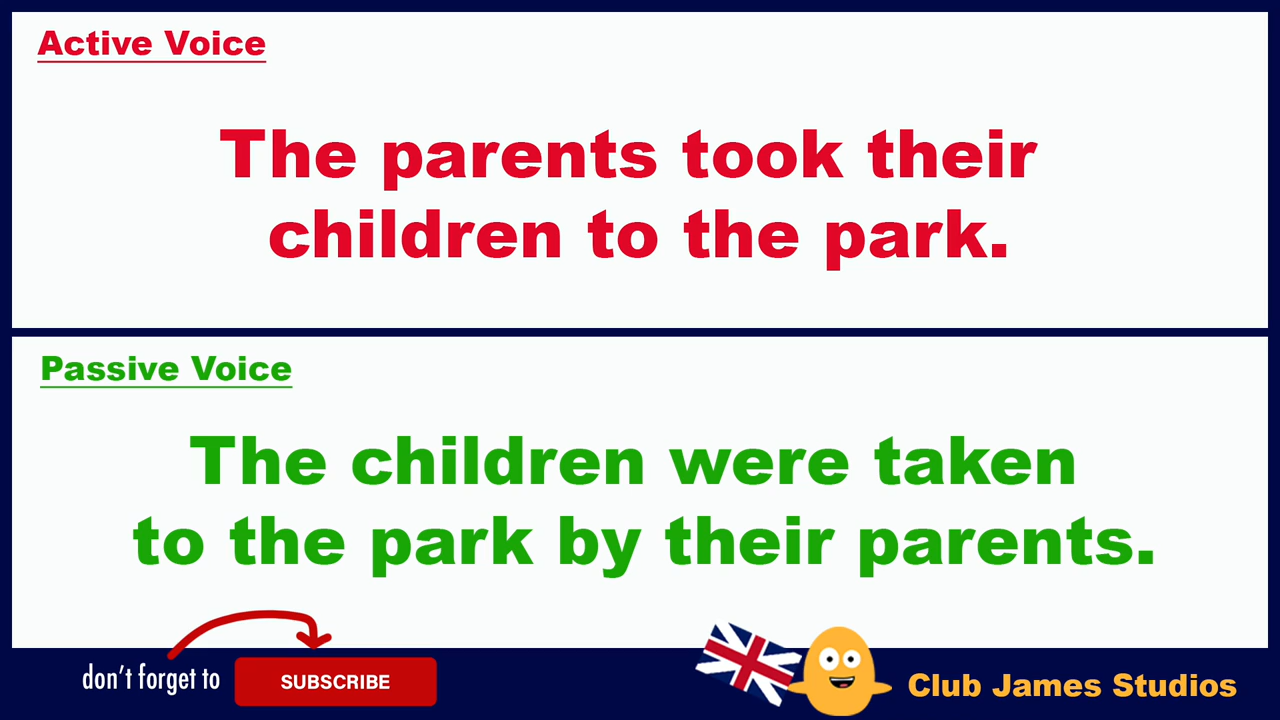 Active Voice
The parents took their
children to the park.
Passive Voice
The children were taken
to the park by their parents.
don't forget to
SUBSCRIBE
Club James Studios